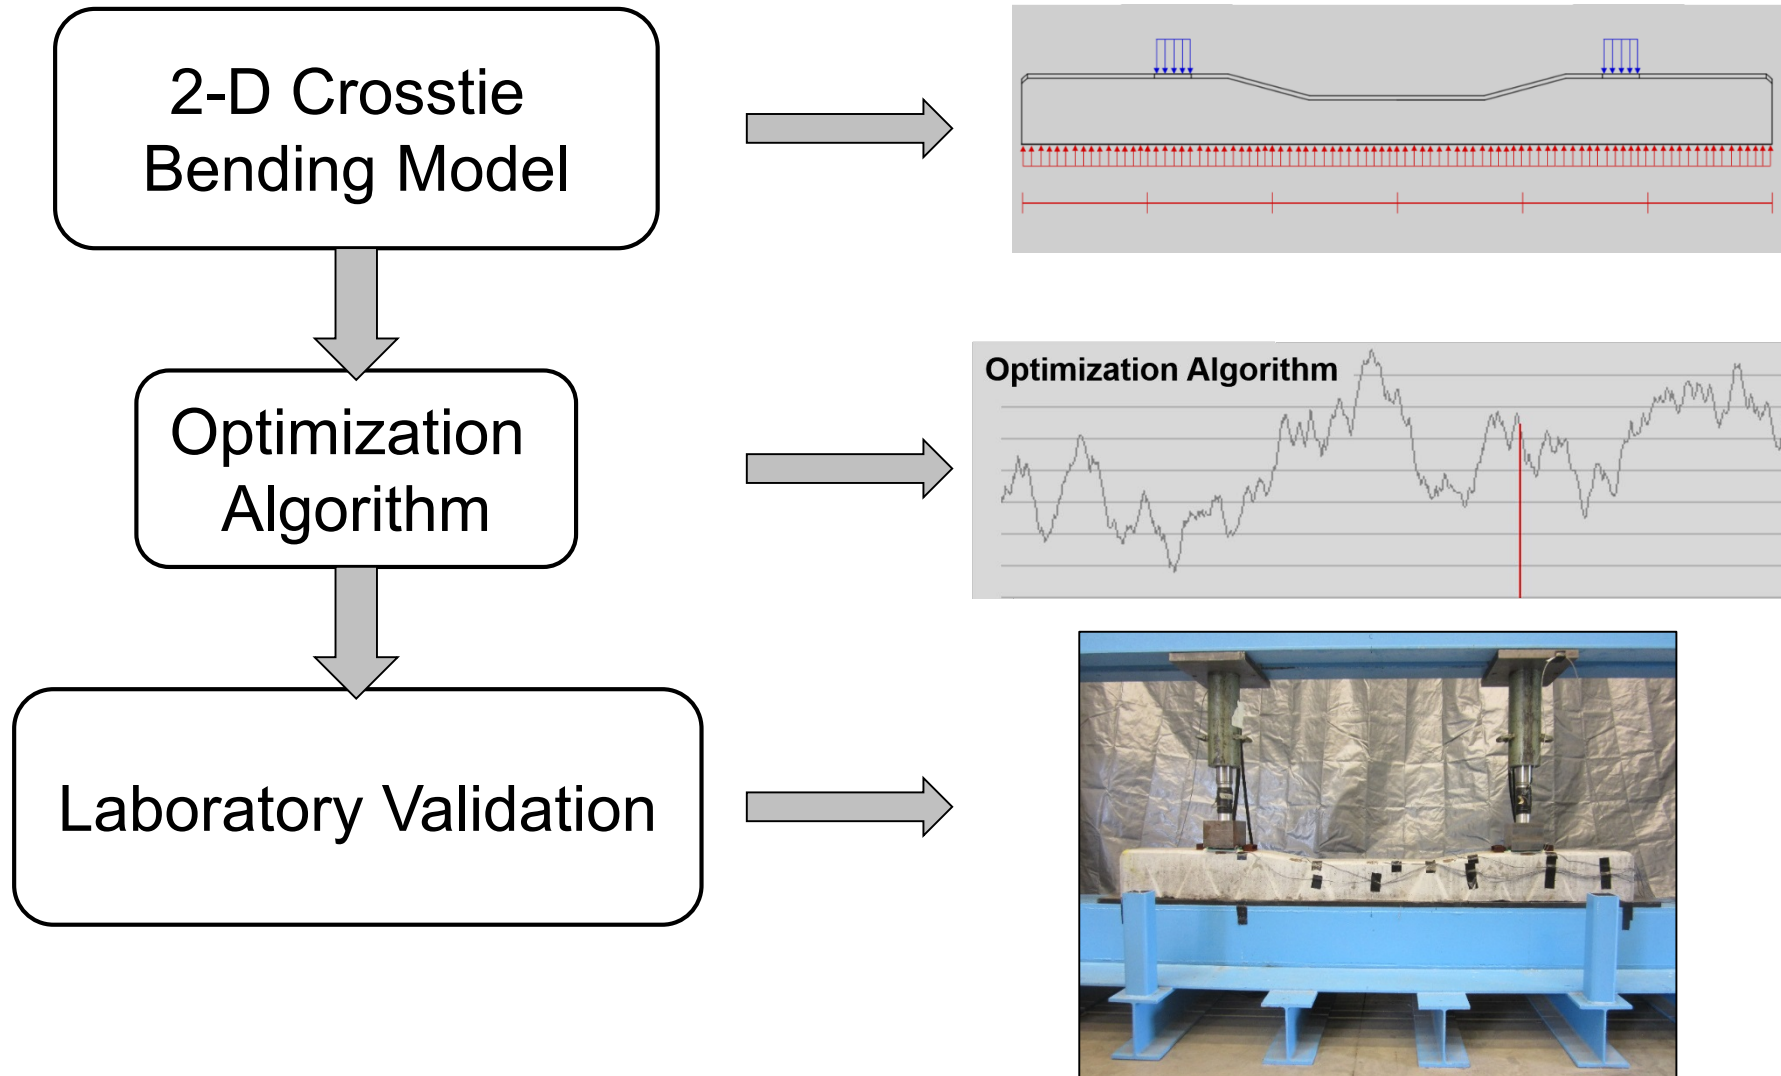 2-D Crosstie
Bending Model
Optimization
Algorithm
Optimization Algorithm
Laboratory Validation